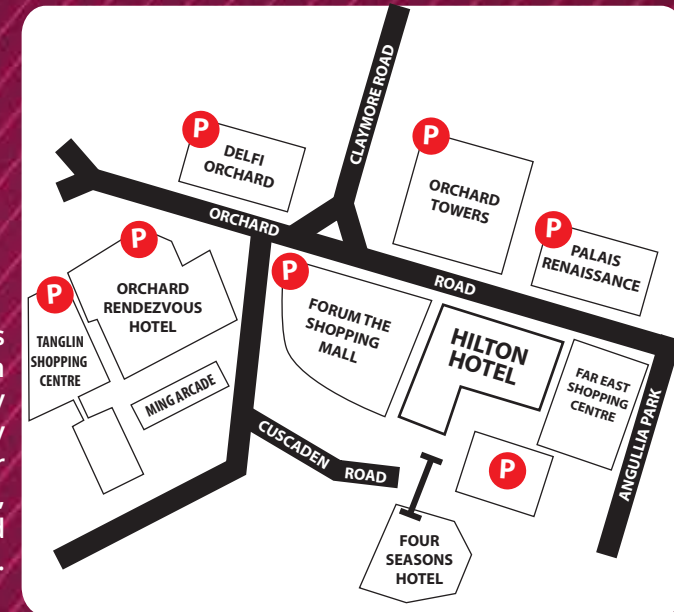 CLAYMORE ROAD
P
DELFI
ORCHARD
P
ORCHARD
TOWERS
ORCHARD
ROAD
P
PALAIS
RENAISSANCE
P
ORCHARD
RENDEZVOUS
HOTEL
P
TANGLIN
SHOPPING
CENTRE
MING ARCADE
P
FORUM THE
SHOPPING
MALL
HILTON
HOTEL
FAR EAST
SHOPPING
CENTRE
ANGULLIA PARK
CUSCADEN
ROAD
P
FOUR
SEASONS
HOTEL